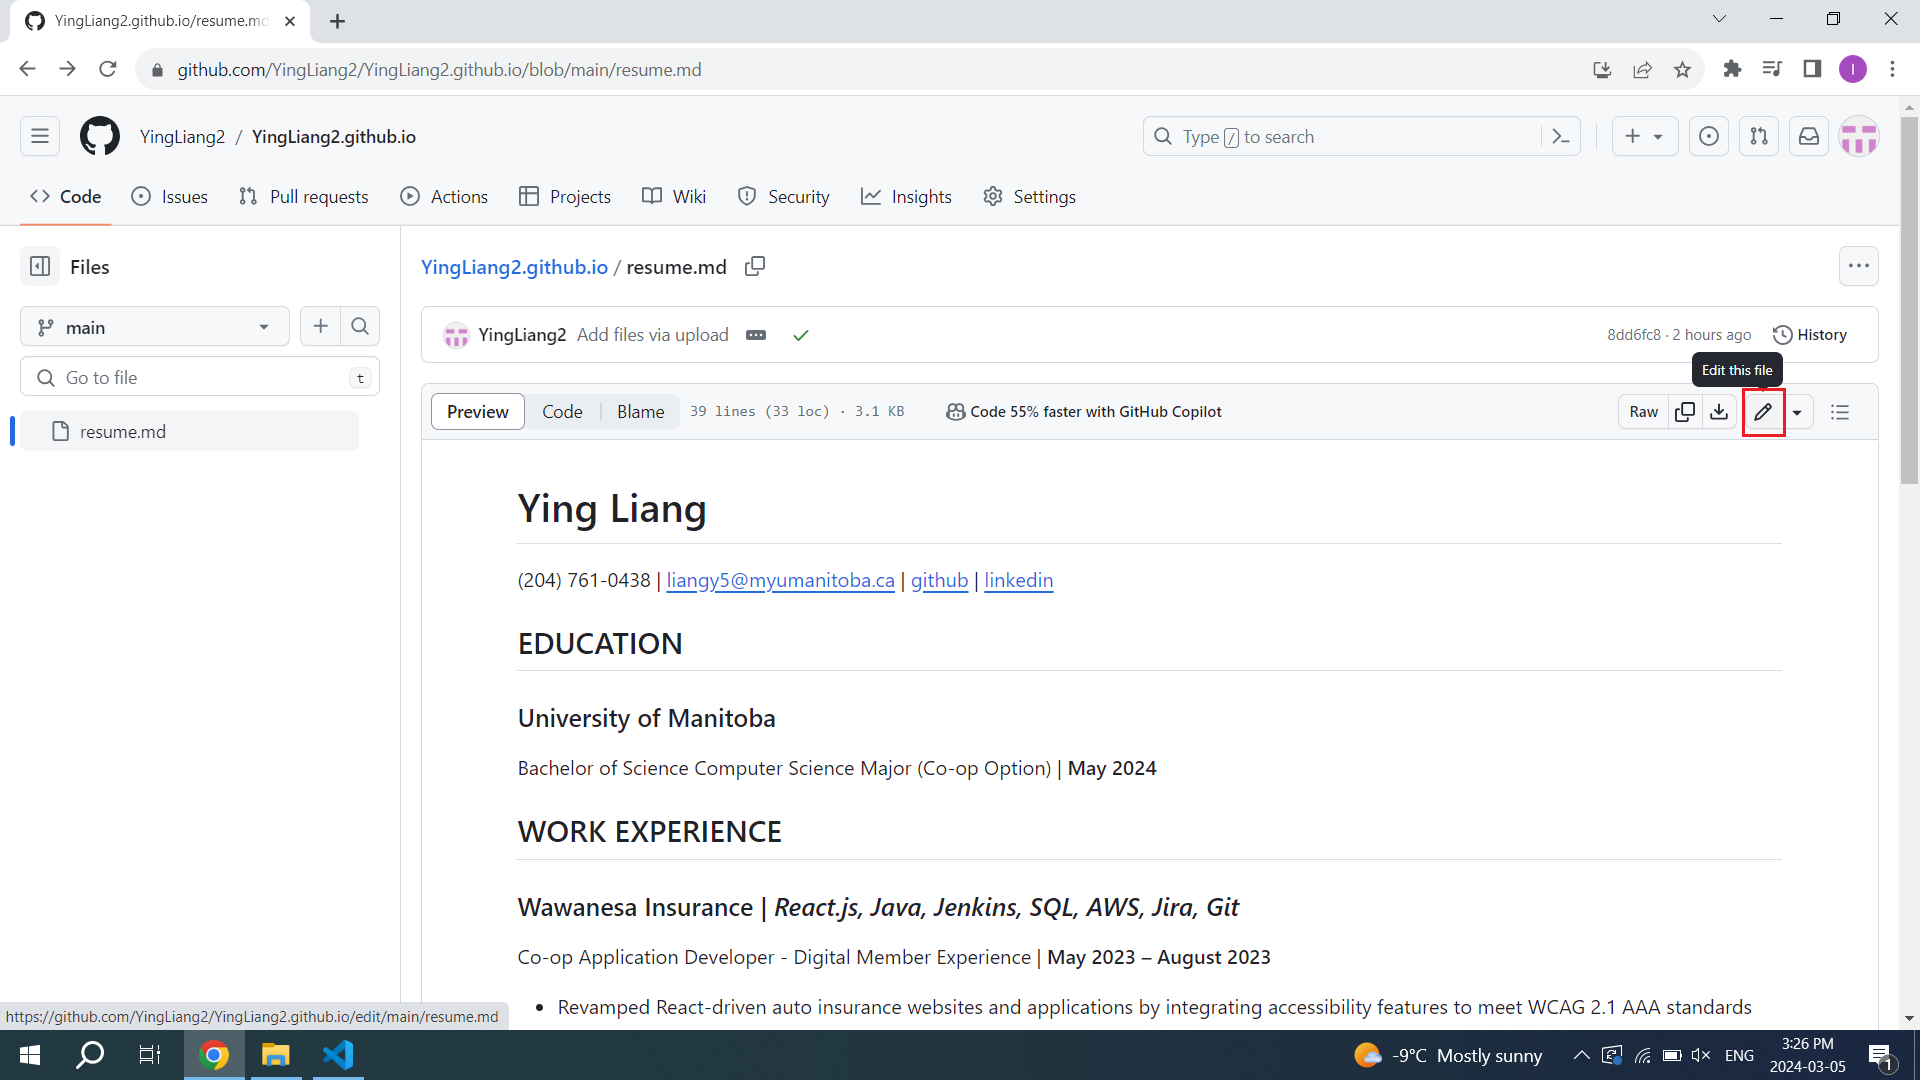 YingLiang2.github.io/resume.md
github.com/YingLiang2/YingLiang2.github.io/blob/main/resume.md
I
YingLiang2 / YingLiang2.github.io
Type / to search
Code Issues Pull requests Actions Projects Wiki Security Insights Settings
Files
main
Go to file
t
resume.md
YingLiang2.github.io / resume.md
YingLiang2 Add files via upload
8dd6fc8 · 2 hours ago History
Edit this file
Preview Code Blame 39 lines (33 loc) · 3.1 KB Code 55% faster with GitHub Copilot Raw
Ying Liang
(204) 761-0438 | liangy5@myumanitoba.ca | github | linkedin
EDUCATION
University of Manitoba
Bachelor of Science Computer Science Major (Co-op Option) | May 2024
WORK EXPERIENCE
Wawanesa Insurance | React.js, Java, Jenkins, SQL, AWS, Jira, Git
Co-op Application Developer - Digital Member Experience | May 2023 – August 2023
• Revamped React-driven auto insurance websites and applications by integrating accessibility features to meet WCAG 2.1 AAA standards
https://github.com/YingLiang2/YingLiang2.github.io/edit/main/resume.md
-9°C Mostly sunny
ENG
3:26 PM
2024-03-05
1